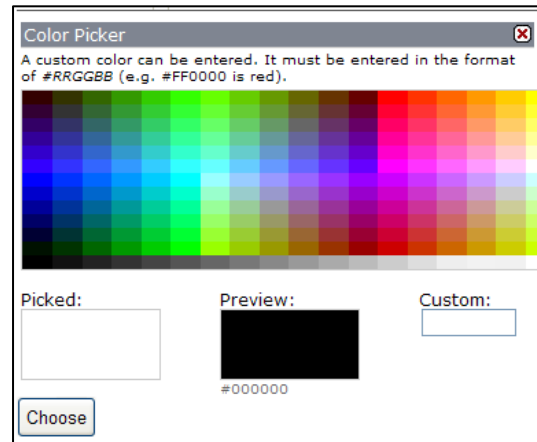 Color Picker
A custom color can be entered. It must be entered in the format
of #RRGGBB (e.g. #FF0000 is red).
Picked: Preview: Custom:
#000000
Choose